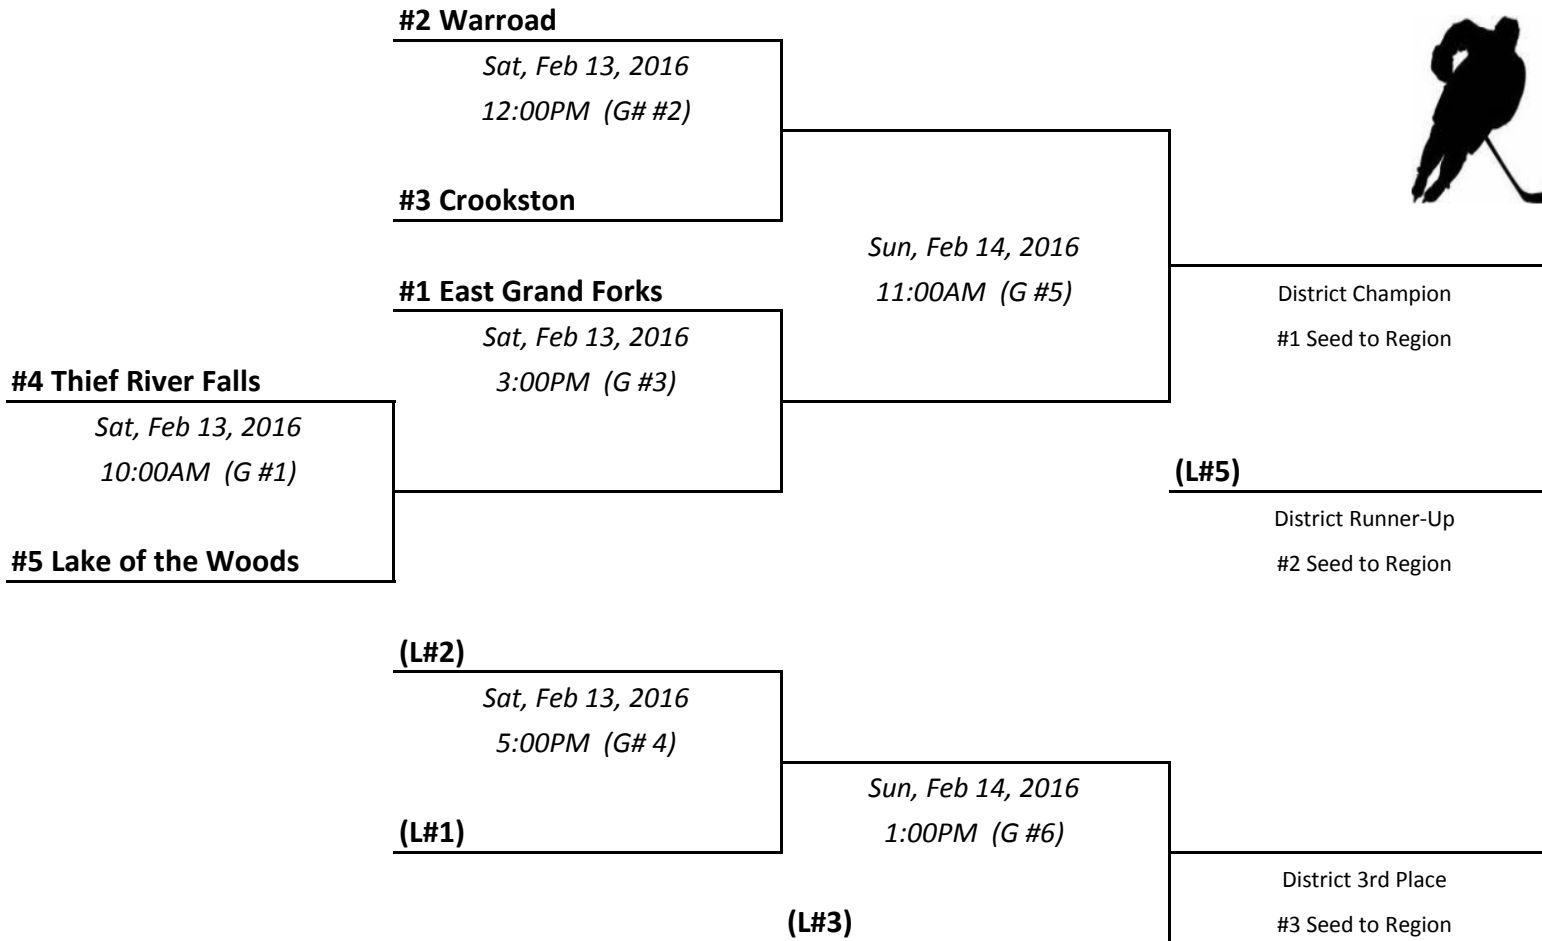 #2 Warroad
Sat, Feb 13, 2016
12:00PM (G# #2)
#3 Crookston
Sun, Feb 14, 2016
11:00AM (G #5)
#1 East Grand Forks
District Champion
Sat, Feb 13, 2016
#1 Seed to Region
3:00PM (G #3)
#4 Thief River Falls
Sat, Feb 13, 2016
10:00AM (G #1)
(L#5)
District Runner-Up
#5 Lake of the Woods
#2 Seed to Region
(L#2)
Sat, Feb 13, 2016
5:00PM (G# 4)
Sun, Feb 14, 2016
(L#1)
1:00PM (G #6)
District 3rd Place
(L#3)
#3 Seed to Region